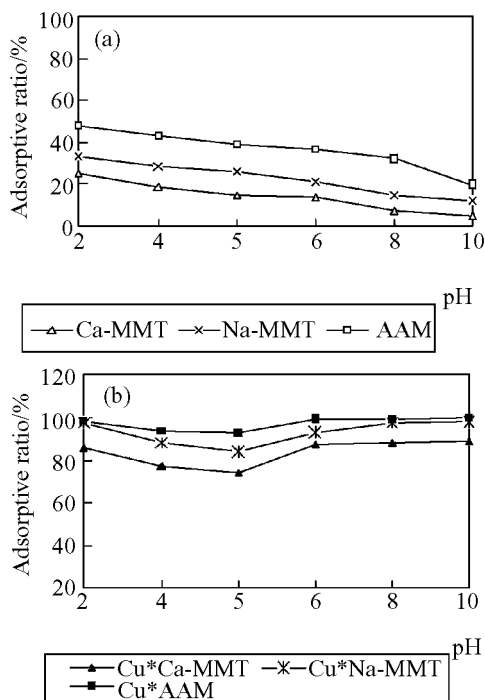 100
(a)
80
60
40
20
0
Adsorptive ratio/%
2 4 5 6 8 10
pH
Ca-MMT Na-MMT AAM
120
(b)
100
80
60
40
20
Adsorptive ratio/%
2 4 5 6 8 10
pH
Cu*Ca-MMT Cu*Na-MMT
Cu*AAM